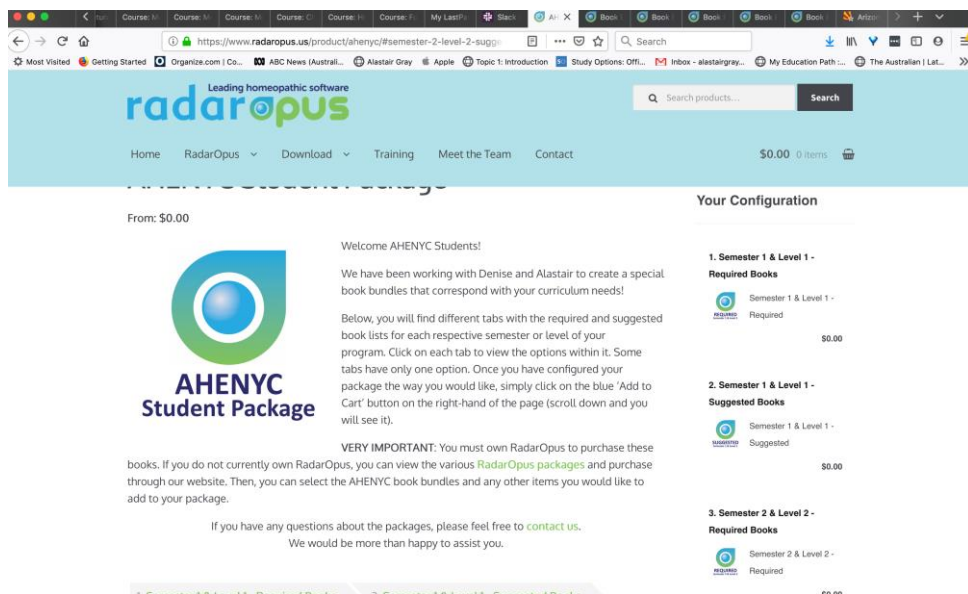 Course: M
Course: M
Course: M
Course: Cr
Course: H
Course: Fa
My LastPa
Slack
AH
Book
Book
Book
Book
Book
Arizon
https://www.radaropus.us/product/ahenyc/#semester-2-level-2-sugge
Search
Most Visited
Getting Started
Organize.com | Co...
ABC News (Australi...
Alastair Gray
Apple
Topic 1: Introduction
Study Options: Offi...
Inbox - alastairgray...
My Education Path :...
The Australian | Lat...
Leading homeopathic software
radaropus
Search products...
Search
Home
RadarOpus
Download
Training
Meet the Team
Contact
$0.00 0 items
AHENYC Student Package
From: $0.00
AHENYC
Student Package
Welcome AHENYC Students!
We have been working with Denise and Alastair to create a special
book bundles that correspond with your curriculum needs!
Below, you will find different tabs with the required and suggested
book lists for each respective semester or level of your
program. Click on each tab to view the options within it. Some
tabs have only one option. Once you have configured your
package the way you would like, simply click on the blue 'Add to
Cart' button on the right-hand of the page (scroll down and you
will see it).
VERY IMPORTANT: You must own RadarOpus to purchase these
books. If you do not currently own RadarOpus, you can view the various RadarOpus packages and purchase
through our website. Then, you can select the AHENYC book bundles and any other items you would like to
add to your package.
If you have any questions about the packages, please feel free to contact us.
We would be more than happy to assist you.
Your Configuration
1. Semester 1 & Level 1 -
Required Books
REQUIRED
Semester 1 & Level 1 -
Required
$0.00
2. Semester 1 & Level 1 -
Suggested Books
SUGGESTED
Semester 1 & Level 1 -
Suggested
$0.00
3. Semester 2 & Level 2 -
Required Books
REQUIRED
Semester 2 & Level 2 -
Required
$0.00